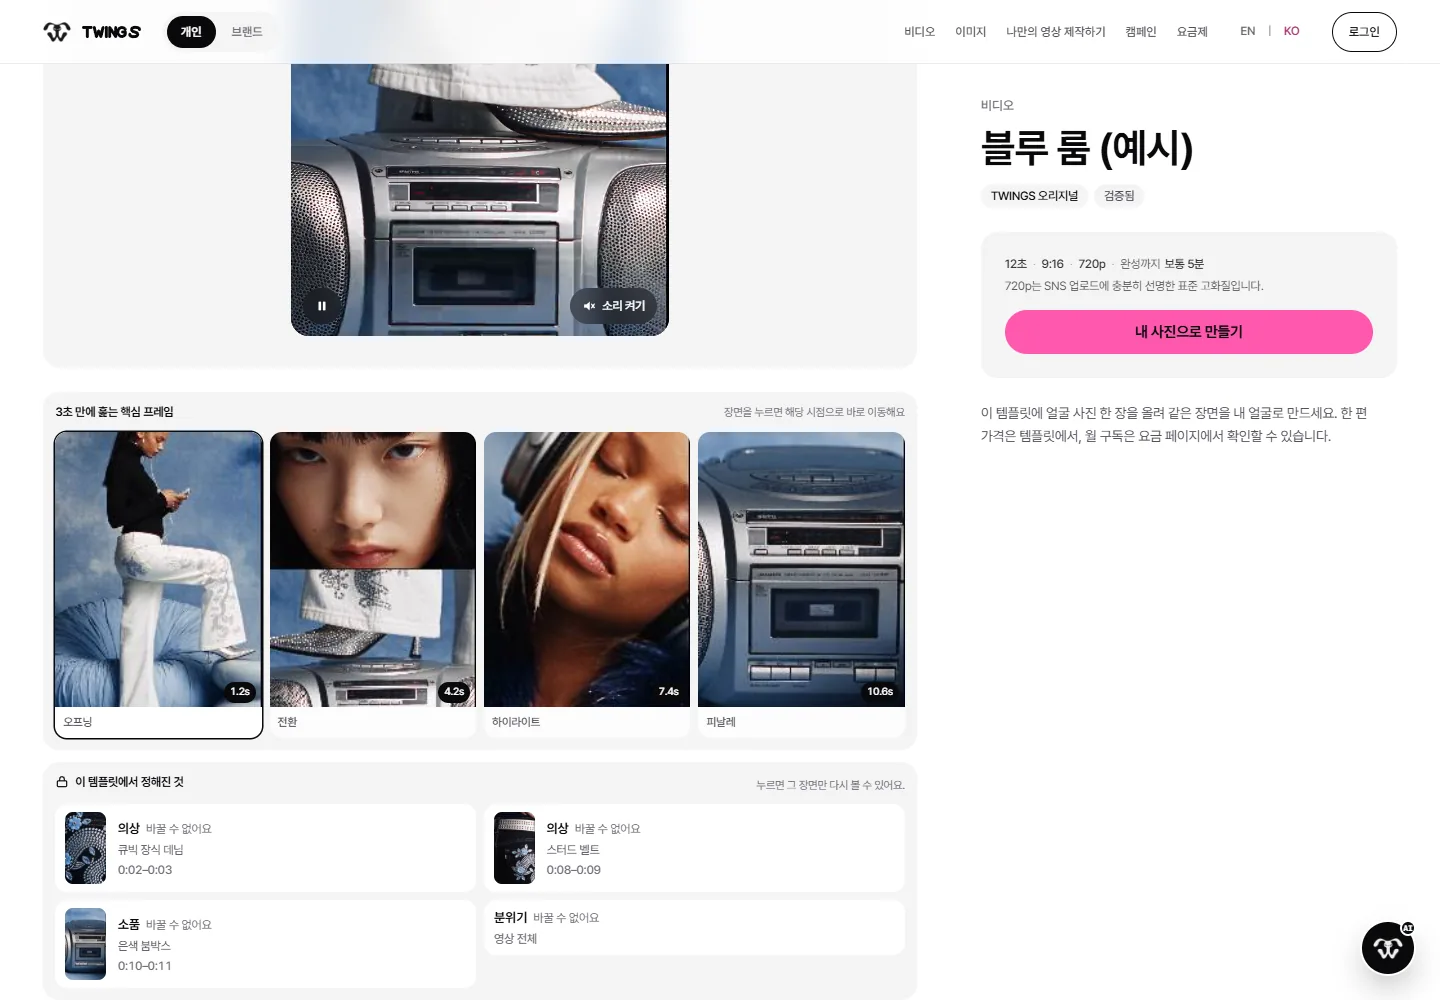 TWINGS
개인
브랜드
비디오
이미지
나만의 영상 제작하기
캠페인
요금제
EN | KO
로그인
소리 켜기
비디오
블루 룸 (예시)
TWINGS 오리지널
검증됨
12초 · 9:16 · 720p · 완성까지 보통 5분
720p는 SNS 업로드에 충분히 선명한 표준 고화질입니다.
내 사진으로 만들기
이 템플릿에 얼굴 사진 한 장을 올려 같은 장면을 내 얼굴로 만드세요. 한 편
가격은 템플릿에서, 월 구독은 요금 페이지에서 확인할 수 있습니다.
3초 만에 훑는 핵심 프레임
장면을 누르면 해당 시점으로 바로 이동해요
1.2s
오프닝
4.2s
전환
7.4s
하이라이트
10.6s
피날레
이 템플릿에서 정해진 것
누르면 그 장면만 다시 볼 수 있어요.
의상 바꿀 수 없어요
큐빅 장식 데님
0:02–0:03
의상 바꿀 수 없어요
스터드 벨트
0:08–0:09
소품 바꿀 수 없어요
은색 붐박스
0:10–0:11
분위기 바꿀 수 없어요
영상 전체
AI